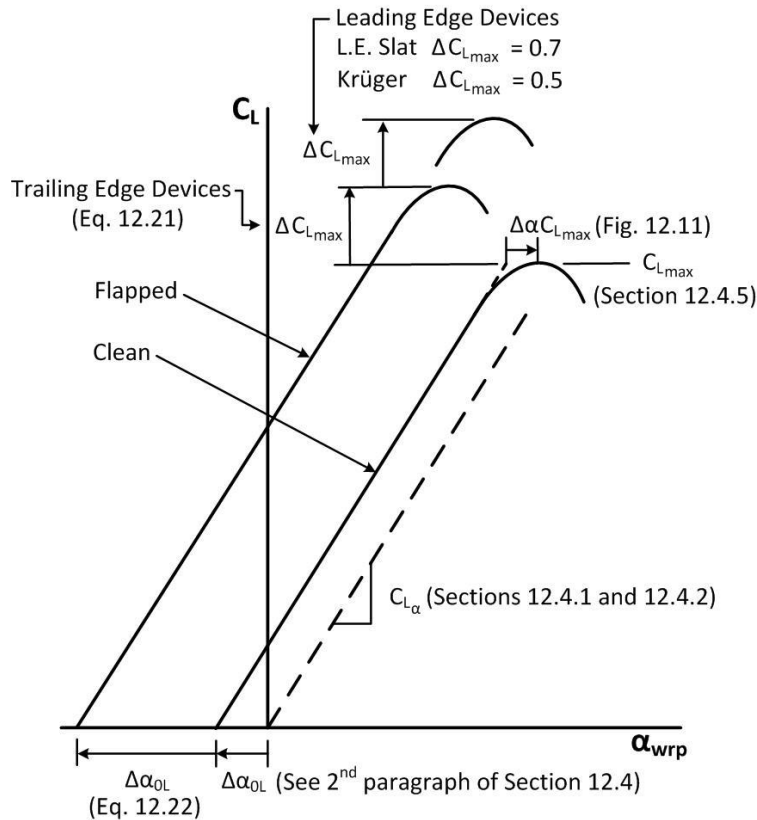 Leading Edge Devices
L.E. Slat ΔC_Lmax = 0.7
Krüger ΔC_Lmax = 0.5
C_L
ΔC_Lmax
Trailing Edge Devices
(Eq. 12.21)
ΔC_Lmax
ΔαC_Lmax (Fig. 12.11)
C_Lmax
(Section 12.4.5)
Flapped
Clean
C_Lα (Sections 12.4.1 and 12.4.2)
α_wrp
Δα_0L
(Eq. 12.22)
Δα_0L (See 2nd paragraph of Section 12.4)